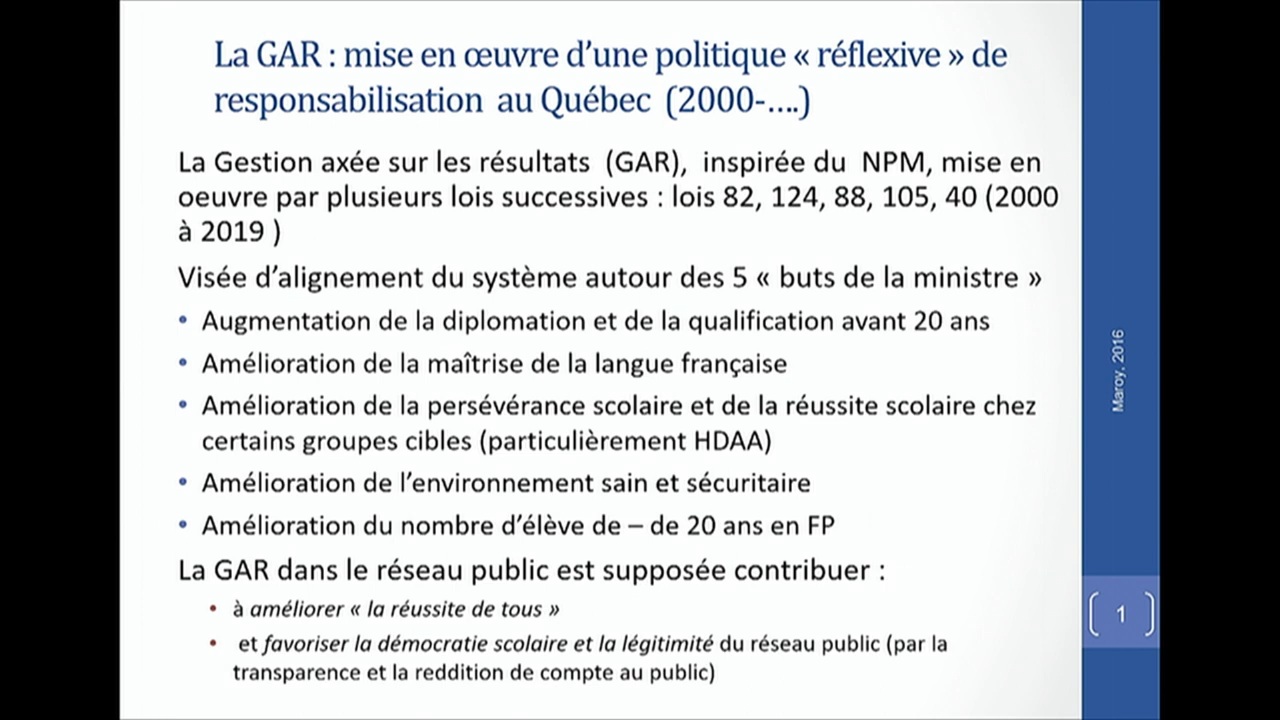 La GAR : mise en œuvre d’une politique « réflexive » de
responsabilisation au Québec (2000-….)
La Gestion axée sur les résultats (GAR), inspirée du NPM, mise en
oeuvre par plusieurs lois successives : lois 82, 124, 88, 105, 40 (2000
à 2019 )
Visée d’alignement du système autour des 5 « buts de la ministre »
• Augmentation de la diplomation et de la qualification avant 20 ans
• Amélioration de la maîtrise de la langue française
• Amélioration de la persévérance scolaire et de la réussite scolaire chez
certains groupes cibles (particulièrement HDAA)
• Amélioration de l’environnement sain et sécuritaire
• Amélioration du nombre d’élève de – de 20 ans en FP
La GAR dans le réseau public est supposée contribuer :
• à améliorer « la réussite de tous »
• et favoriser la démocratie scolaire et la légitimité du réseau public (par la
transparence et la reddition de compte au public)
Maroy, 2016
1